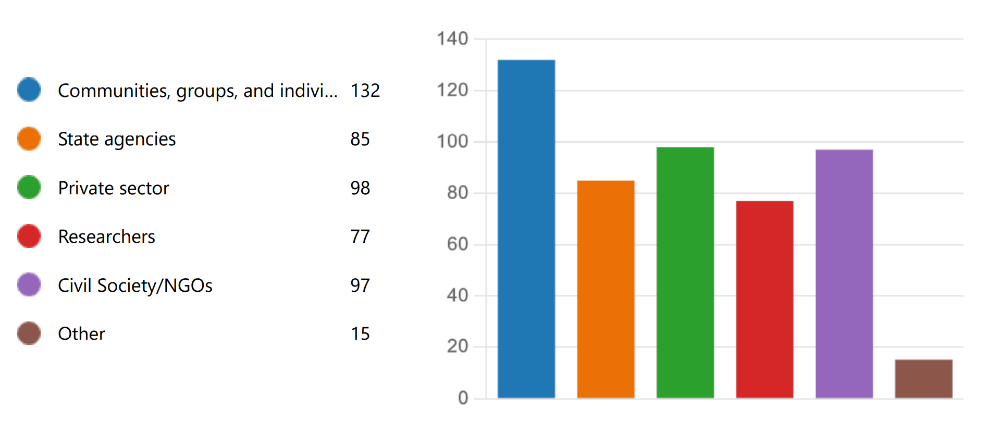 Communities, groups, and indivi... 132
State agencies 85
Private sector 98
Researchers 77
Civil Society/NGOs 97
Other 15
140
120
100
80
60
40
20
0